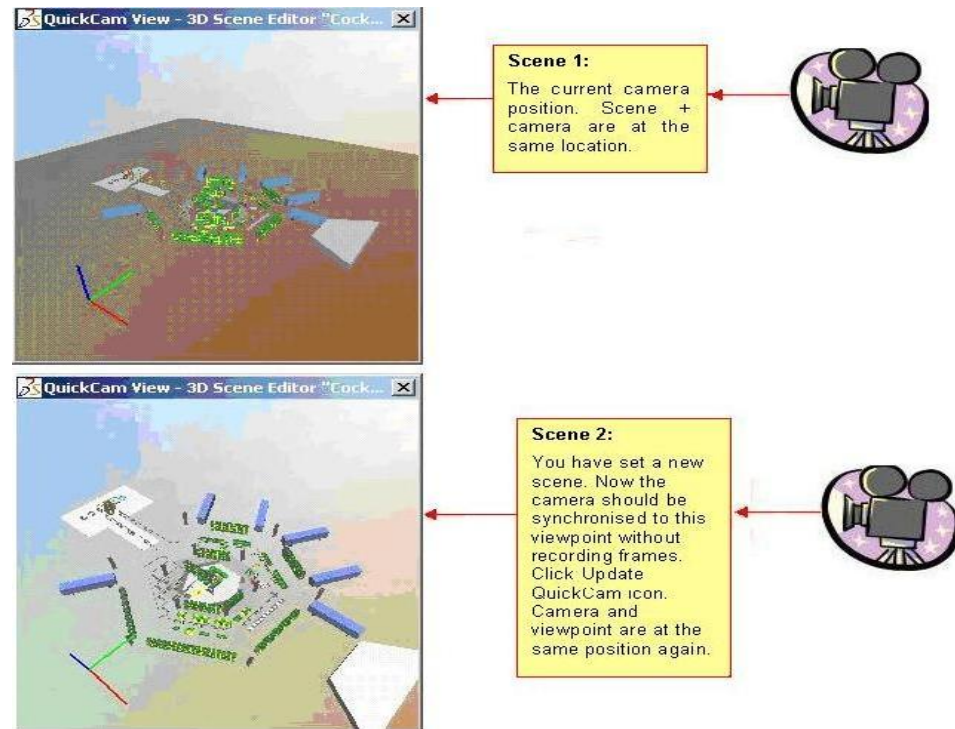 QuickCam View - 3D Scene Editor "Cock...
Scene 1:
The current camera
position. Scene +
camera are at the
same location.
QuickCam View - 3D Scene Editor "Cock...
Scene 2:
You have set a new
scene. Now the
camera should be
synchronised to this
viewpoint without
recording frames.
Click Update
QuickCam icon.
Camera and
viewpoint are at the
same position again.